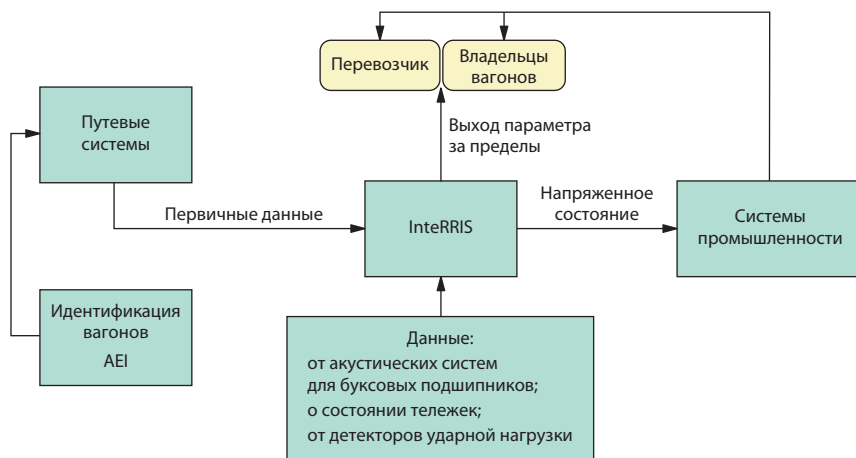 Перевозчик
Владельцы
вагонов
Путевые
системы
Выход параметра
за пределы
Первичные данные
InteRRIS
Напряженное
состояние
Системы
промышленности
Идентификация
вагонов
AEI
Данные:
от акустических систем
для буксовых подшипников;
о состоянии тележек;
от детекторов ударной нагрузки